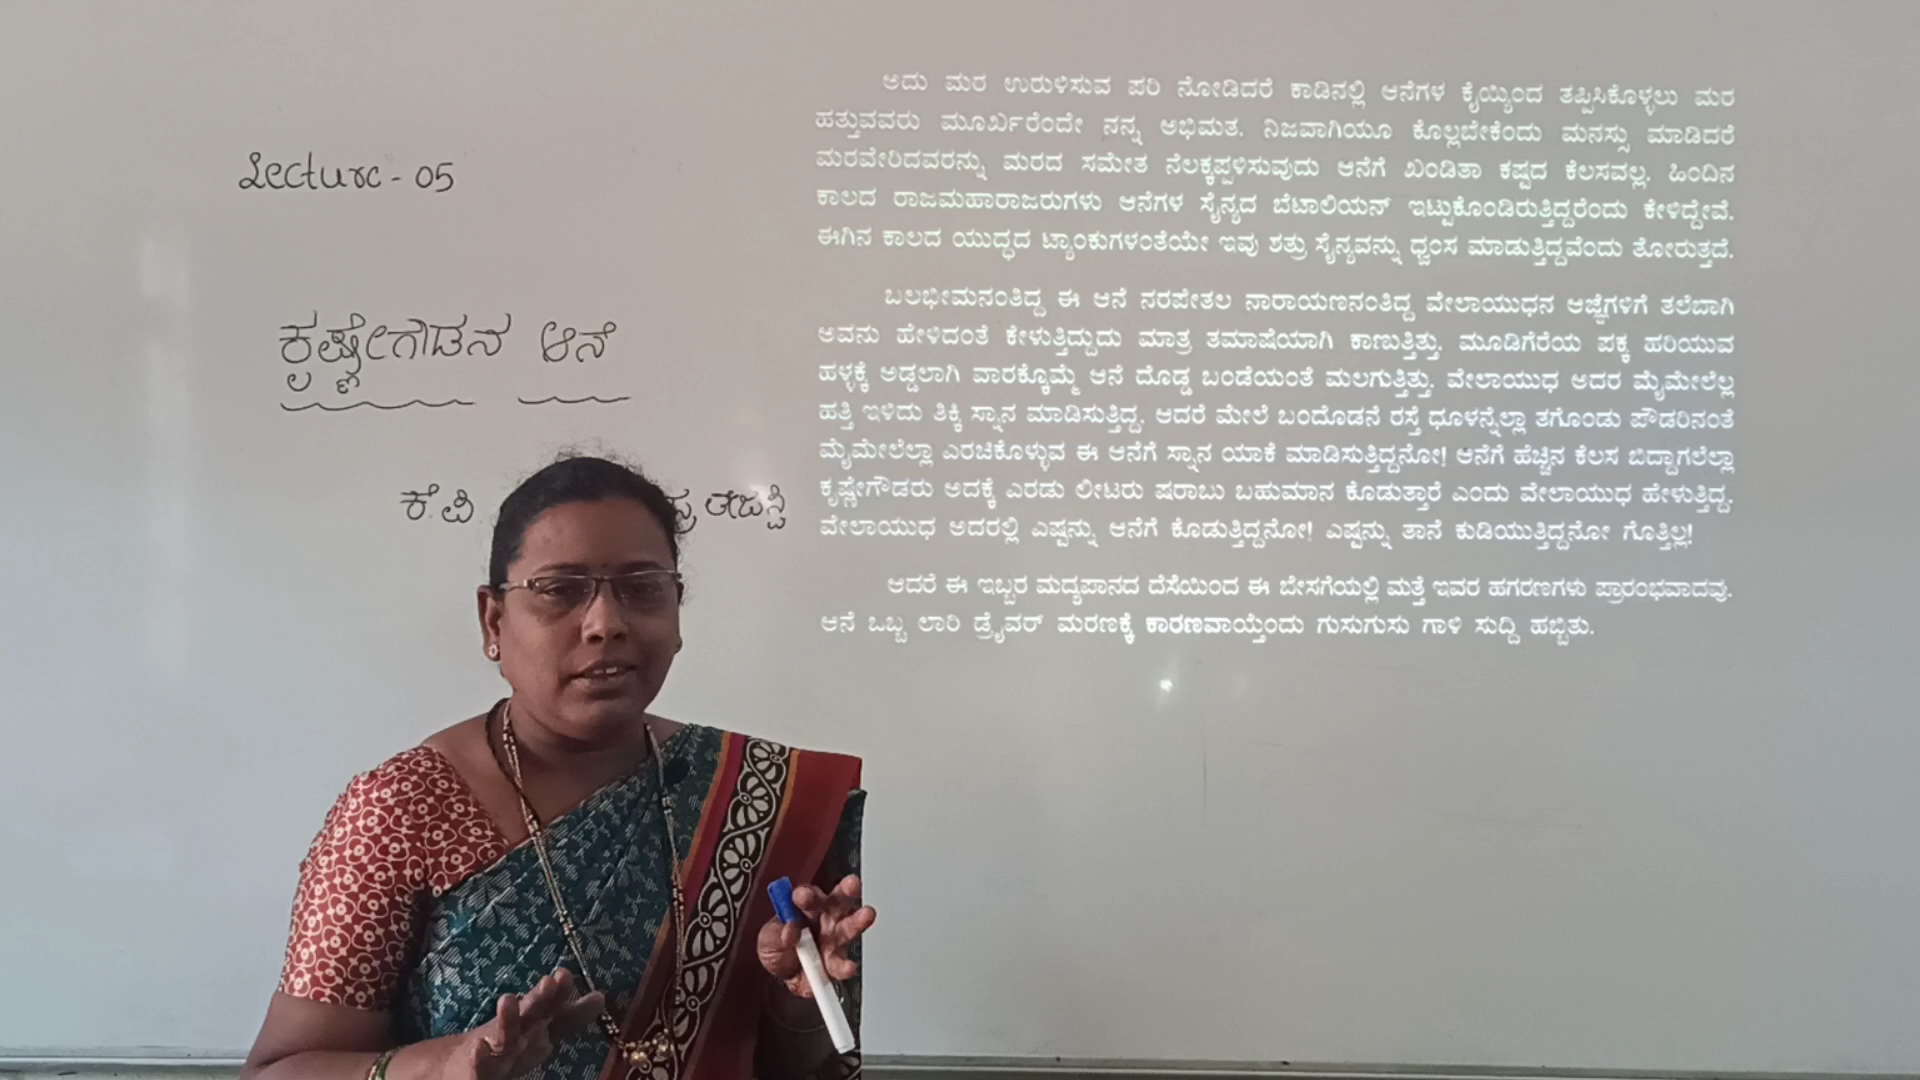 Lecture - 05
ಕೃಷ್ಣೇಗೌಡನ ಆನೆ
ಕೆ.ಪಿ ತೇಜಸ್ವಿ
ಅದು ಮರ ಉರುಳಿಸುವ ಪರಿ ನೋಡಿದರೆ ಕಾಡಿನಲ್ಲಿ ಆನೆಗಳ ಕೈಯ್ಯಿಂದ ತಪ್ಪಿಸಿಕೊಳ್ಳಲು ಮರ
ಹತ್ತುವವರು ಮೂರ್ಖರೆಂದೇ ನನ್ನ ಅಭಿಮತ. ನಿಜವಾಗಿಯೂ ಕೊಲ್ಲಬೇಕೆಂದು ಮನಸ್ಸು ಮಾಡಿದರೆ
ಮರವೇರಿದವರನ್ನು ಮರದ ಸಮೇತ ನೆಲಕ್ಕಪ್ಪಳಿಸುವುದು ಆನೆಗೆ ಖಂಡಿತಾ ಕಷ್ಟದ ಕೆಲಸವಲ್ಲ. ಹಿಂದಿನ
ಕಾಲದ ರಾಜಮಹಾರಾಜರುಗಳು ಆನೆಗಳ ಸೈನ್ಯದ ಬೆಟಾಲಿಯನ್ ಇಟ್ಟುಕೊಂಡಿರುತ್ತಿದ್ದರೆಂದು ಕೇಳಿದ್ದೇವೆ.
ಈಗಿನ ಕಾಲದ ಯುದ್ಧದ ಟ್ಯಾಂಕುಗಳಂತೆಯೇ ಇವು ಶತ್ರು ಸೈನ್ಯವನ್ನು ಧ್ವಂಸ ಮಾಡುತ್ತಿದ್ದವೆಂದು ತೋರುತ್ತದೆ.
ಬಲಭೀಮನಂತಿದ್ದ ಈ ಆನೆ ನರಪೇತಲ ನಾರಾಯಣನಂತಿದ್ದ ವೇಲಾಯುಧನ ಆಜ್ಞೆಗಳಿಗೆ ತಲೆಬಾಗಿ
ಅವನು ಹೇಳಿದಂತೆ ಕೇಳುತ್ತಿದ್ದುದು ಮಾತ್ರ ತಮಾಷೆಯಾಗಿ ಕಾಣುತ್ತಿತ್ತು. ಮೂಡಿಗೆರೆಯ ಪಕ್ಕ ಹರಿಯುವ
ಹಳ್ಳಕ್ಕೆ ಅಡ್ಡಲಾಗಿ ವಾರಕ್ಕೊಮ್ಮೆ ಆನೆ ದೊಡ್ಡ ಬಂಡೆಯಂತೆ ಮಲಗುತ್ತಿತ್ತು. ವೇಲಾಯುಧ ಅದರ ಮೈಮೇಲೆಲ್ಲ
ಹತ್ತಿ ಇಳಿದು ತಿಕ್ಕಿ ಸ್ನಾನ ಮಾಡಿಸುತ್ತಿದ್ದ. ಆದರೆ ಮೇಲೆ ಬಂದೊಡನೆ ರಸ್ತೆ ಧೂಳನ್ನೆಲ್ಲಾ ತಗೊಂಡು ಪೌಡರಿನಂತೆ
ಮೈಮೇಲೆಲ್ಲಾ ಎರಚಿಕೊಳ್ಳುವ ಈ ಆನೆಗೆ ಸ್ನಾನ ಯಾಕೆ ಮಾಡಿಸುತ್ತಿದ್ದನೋ! ಆನೆಗೆ ಹೆಚ್ಚಿನ ಕೆಲಸ ಬಿದ್ದಾಗಲೆಲ್ಲಾ
ಕೃಷ್ಣೇಗೌಡರು ಅದಕ್ಕೆ ಎರಡು ಲೀಟರು ಷರಾಬು ಬಹುಮಾನ ಕೊಡುತ್ತಾರೆ ಎಂದು ವೇಲಾಯುಧ ಹೇಳುತ್ತಿದ್ದ.
ವೇಲಾಯುಧ ಅದರಲ್ಲಿ ಎಷ್ಟನ್ನು ಆನೆಗೆ ಕೊಡುತ್ತಿದ್ದನೋ! ಎಷ್ಟನ್ನು ತಾನೆ ಕುಡಿಯುತ್ತಿದ್ದನೋ ಗೊತ್ತಿಲ್ಲ!
ಆದರೆ ಈ ಇಬ್ಬರ ಮದ್ಯಪಾನದ ದೆಸೆಯಿಂದ ಈ ಬೇಸಗೆಯಲ್ಲಿ ಮತ್ತೆ ಇವರ ಹಗರಣಗಳು ಪ್ರಾರಂಭವಾದವು.
ಆನೆ ಒಬ್ಬ ಲಾರಿ ಡ್ರೈವರ್ ಮರಣಕ್ಕೆ ಕಾರಣವಾಯ್ತೆಂದು ಗುಸುಗುಸು ಗಾಳಿ ಸುದ್ದಿ ಹಬ್ಬಿತು.